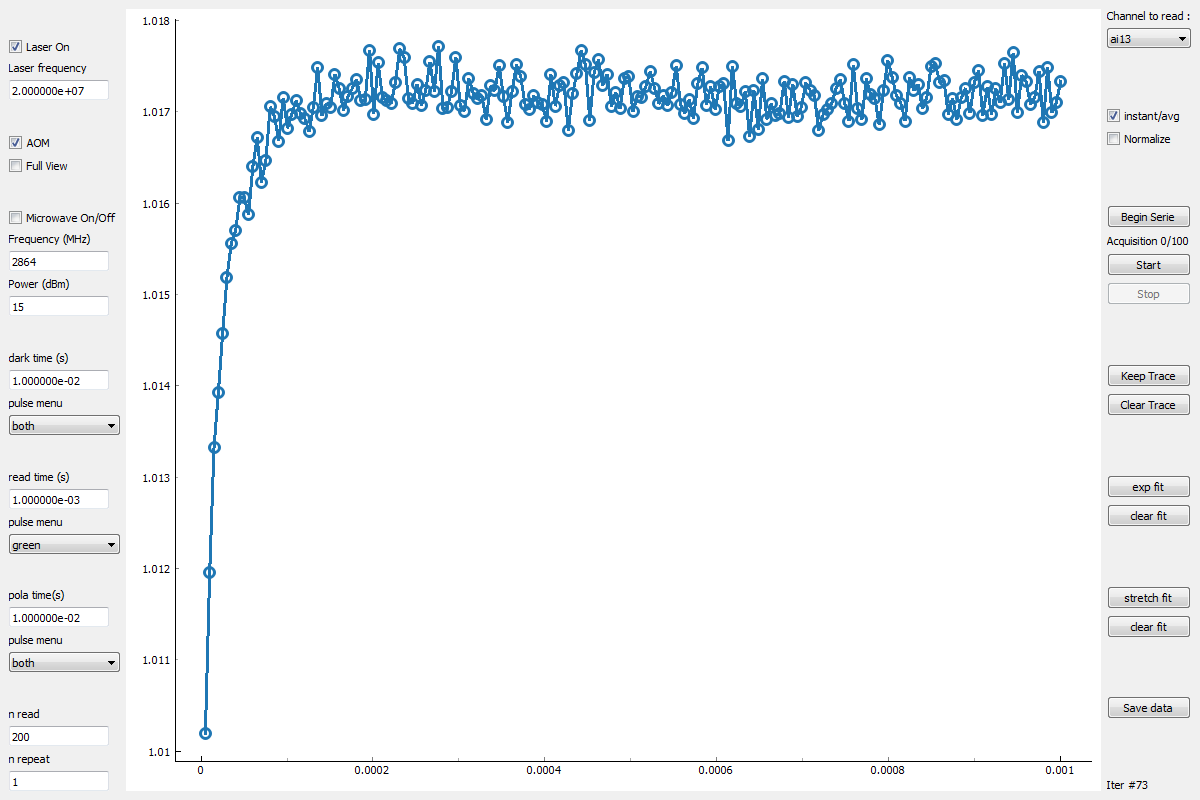 Laser On
Laser frequency
2.000000e+07
AOM
Full View
Microwave On/Off
Frequency (MHz)
2864
Power (dBm)
15
dark time (s)
1.000000e-02
pulse menu
both
read time (s)
1.000000e-03
pulse menu
green
pola time(s)
1.000000e-02
pulse menu
both
n read
200
n repeat
1
1.018
1.017
1.016
1.015
1.014
1.013
1.012
1.011
1.01
0 0.0002 0.0004 0.0006 0.0008 0.001
Channel to read :
ai13
instant/avg
Normalize
Begin Serie
Acquisition 0/100
Start
Stop
Keep Trace
Clear Trace
exp fit
clear fit
stretch fit
clear fit
Save data
Iter #73